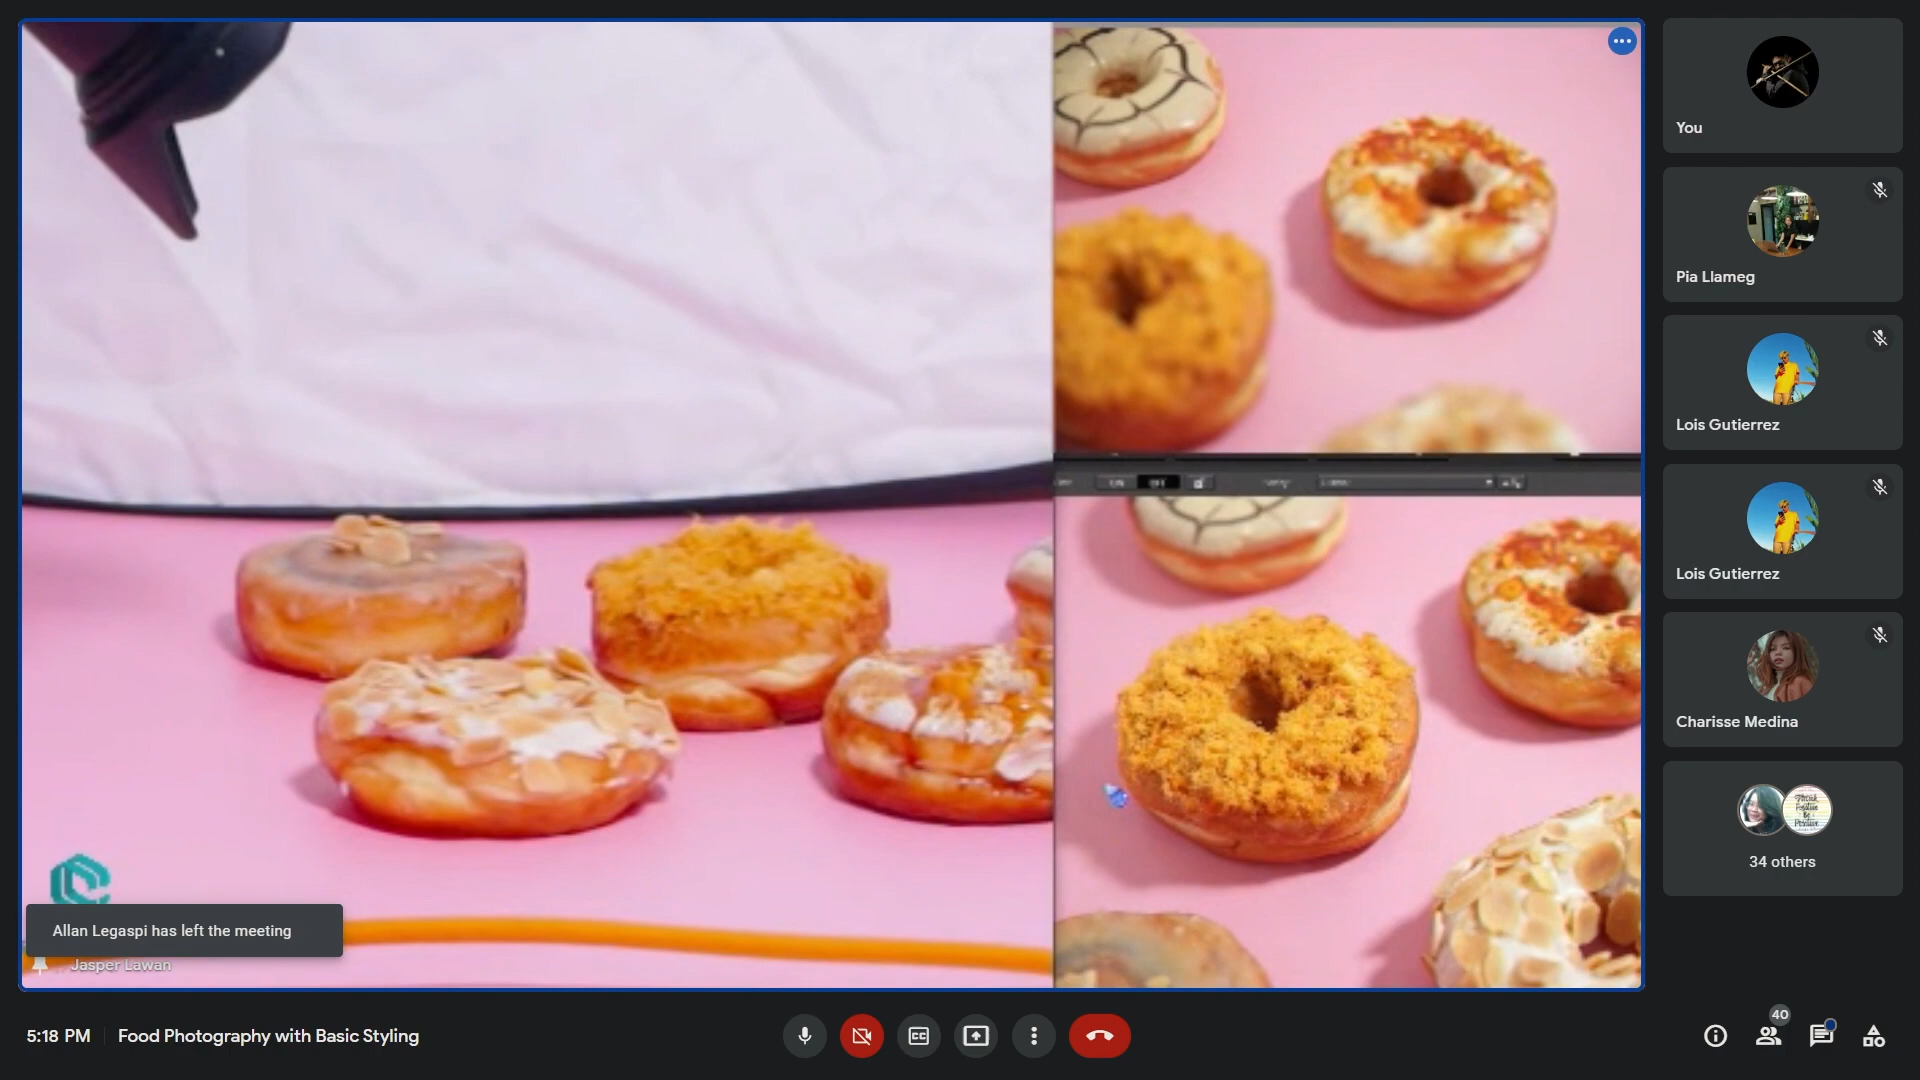 You
Pia Llameg
Lois Gutierrez
Lois Gutierrez
Charisse Medina
34 others
Allan Legaspi has left the meeting
Jasper Lawan
5:18 PM
Food Photography with Basic Styling
40